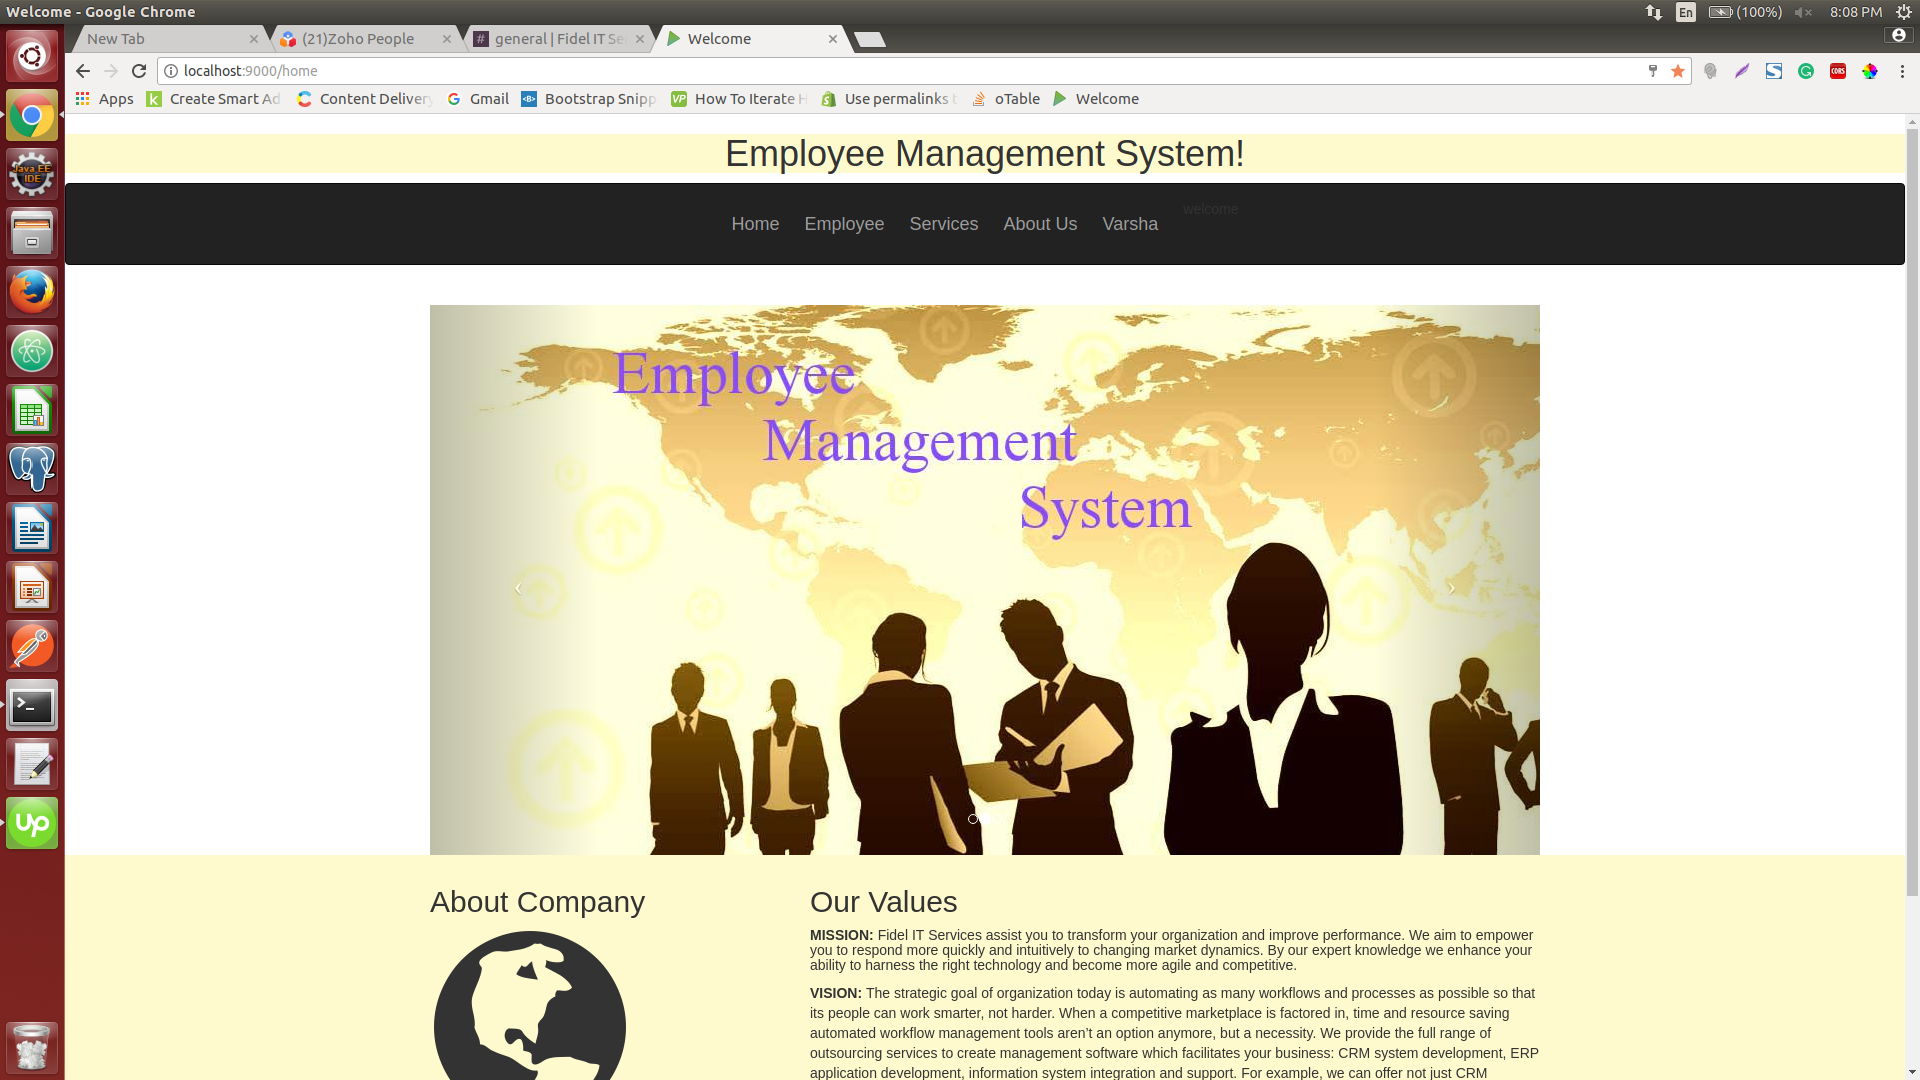 Welcome - Google Chrome
En (100%) 8:08 PM
New Tab
(21)Zoho People
general | Fidel IT Se
Welcome
localhost:9000/home
Apps
Create Smart Ad
Content Delivery
Gmail
Bootstrap Snipp
How To Iterate H
Use permalinks t
oTable
Welcome
Employee Management System!
Home Employee Services About Us Varsha welcome
Employee
Management
System
About Company
Our Values
MISSION: Fidel IT Services assist you to transform your organization and improve performance. We aim to empower
you to respond more quickly and intuitively to changing market dynamics. By our expert knowledge we enhance your
ability to harness the right technology and become more agile and competitive.
VISION: The strategic goal of organization today is automating as many workflows and processes as possible so that
its people can work smarter, not harder. When a competitive marketplace is factored in, time and resource saving
automated workflow management tools aren’t an option anymore, but a necessity. We provide the full range of
outsourcing services to create management software which facilitates your business: CRM system development, ERP
application development, information system integration and support. For example, we can offer not just CRM
Java EE
IDE
Up
CORS